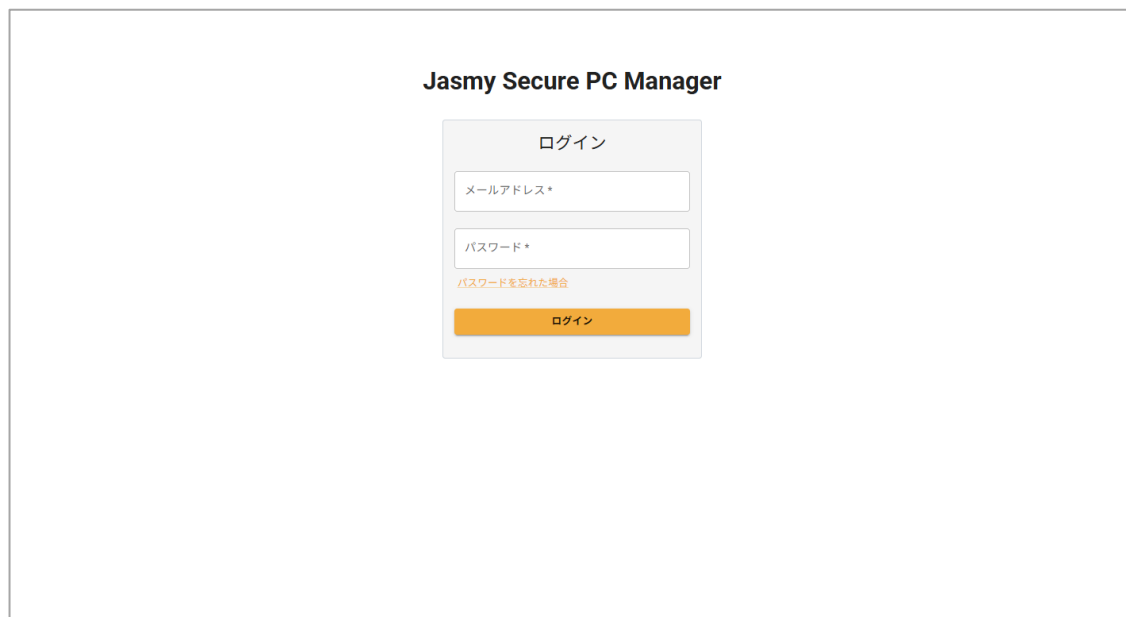 Jasmy Secure PC Manager
ログイン
メールアドレス *
パスワード *
パスワードを忘れた場合
ログイン